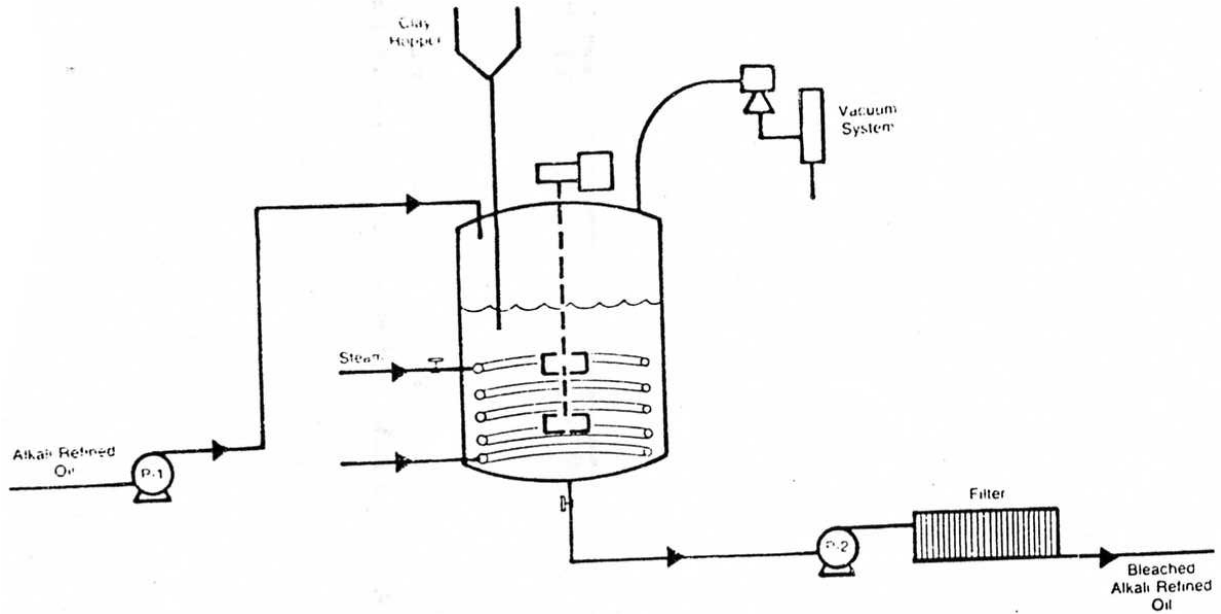 Clay
Hopper
Vacuum
System
Steam
Alkali Refined
Oil
P-1
P-2
Filter
Bleached
Alkali Refined
Oil